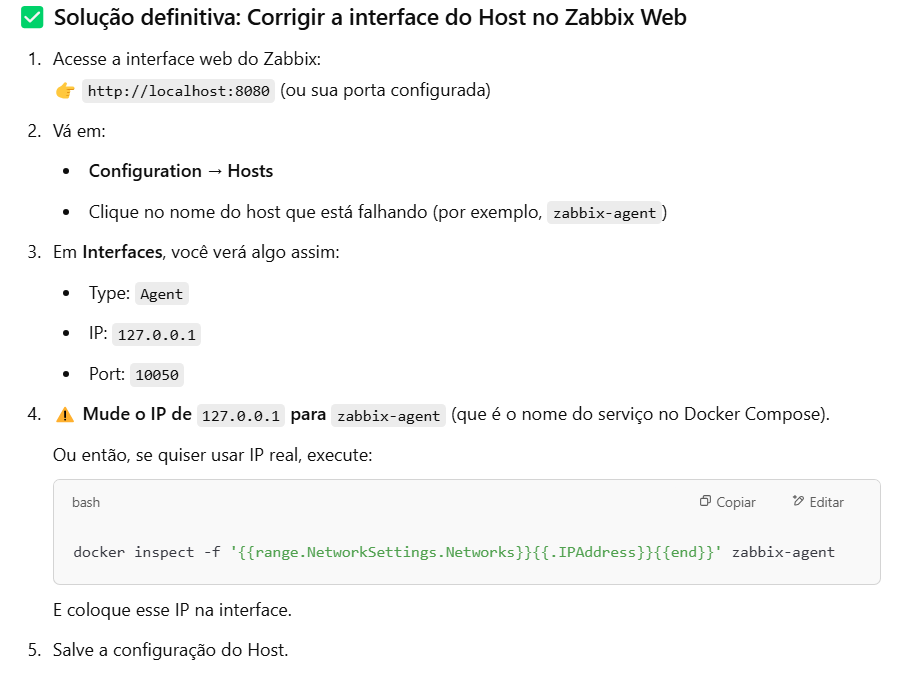 ✅ Solução definitiva: Corrigir a interface do Host no Zabbix Web
1. Acesse a interface web do Zabbix:
👉 http://localhost:8080 (ou sua porta configurada)
2. Vá em:
• Configuration → Hosts
• Clique no nome do host que está falhando (por exemplo, zabbix-agent)
3. Em Interfaces, você verá algo assim:
• Type: Agent
• IP: 127.0.0.1
• Port: 10050
4. ⚠️ Mude o IP de 127.0.0.1 para zabbix-agent (que é o nome do serviço no Docker Compose).
Ou então, se quiser usar IP real, execute:
bash Copiar Editar
docker inspect -f '{{range.NetworkSettings.Networks}}{{.IPAddress}}{{end}}' zabbix-agent
E coloque esse IP na interface.
5. Salve a configuração do Host.